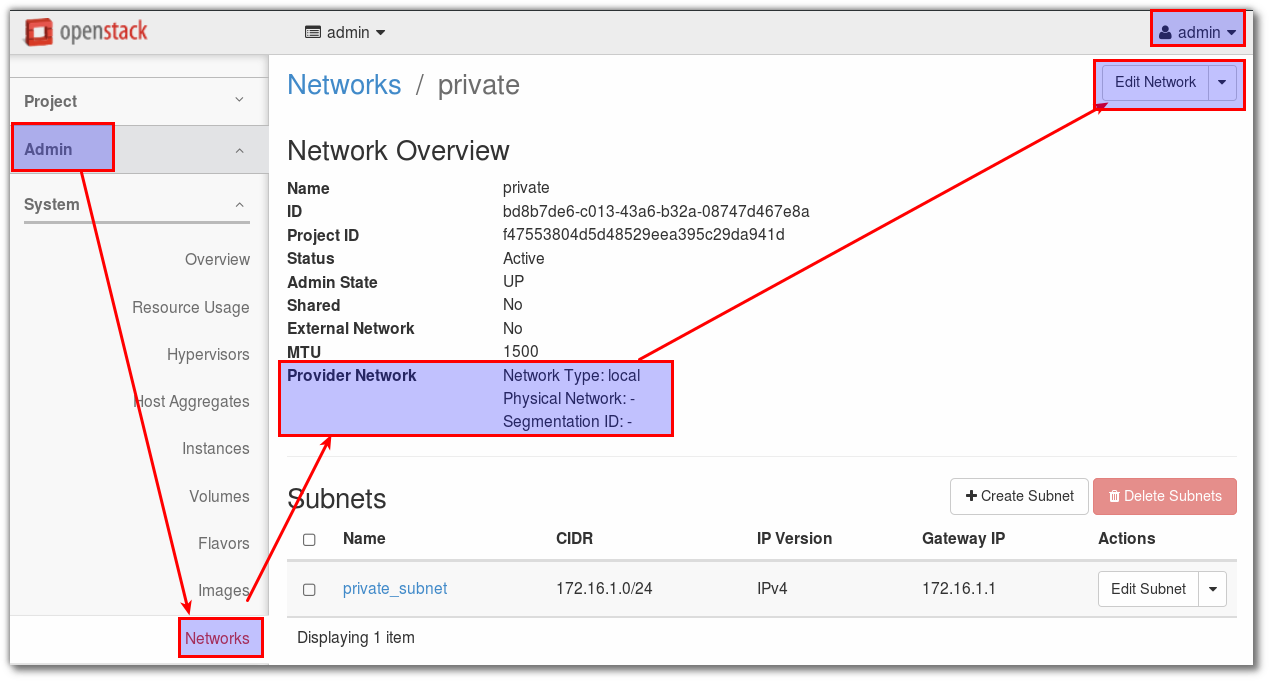 openstack
admin
admin
Project
Admin
System
Overview
Resource Usage
Hypervisors
Host Aggregates
Instances
Volumes
Flavors
Images
Networks
Networks / private
Edit Network
Network Overview
Name private
ID bd8b7de6-c013-43a6-b32a-08747d467e8a
Project ID f47553804d5d48529eea395c29da941d
Status Active
Admin State UP
Shared No
External Network No
MTU 1500
Provider Network Network Type: local
Physical Network: -
Segmentation ID: -
Subnets
Create Subnet
Delete Subnets
Name CIDR IP Version Gateway IP Actions
private_subnet 172.16.1.0/24 IPv4 172.16.1.1 Edit Subnet
Displaying 1 item